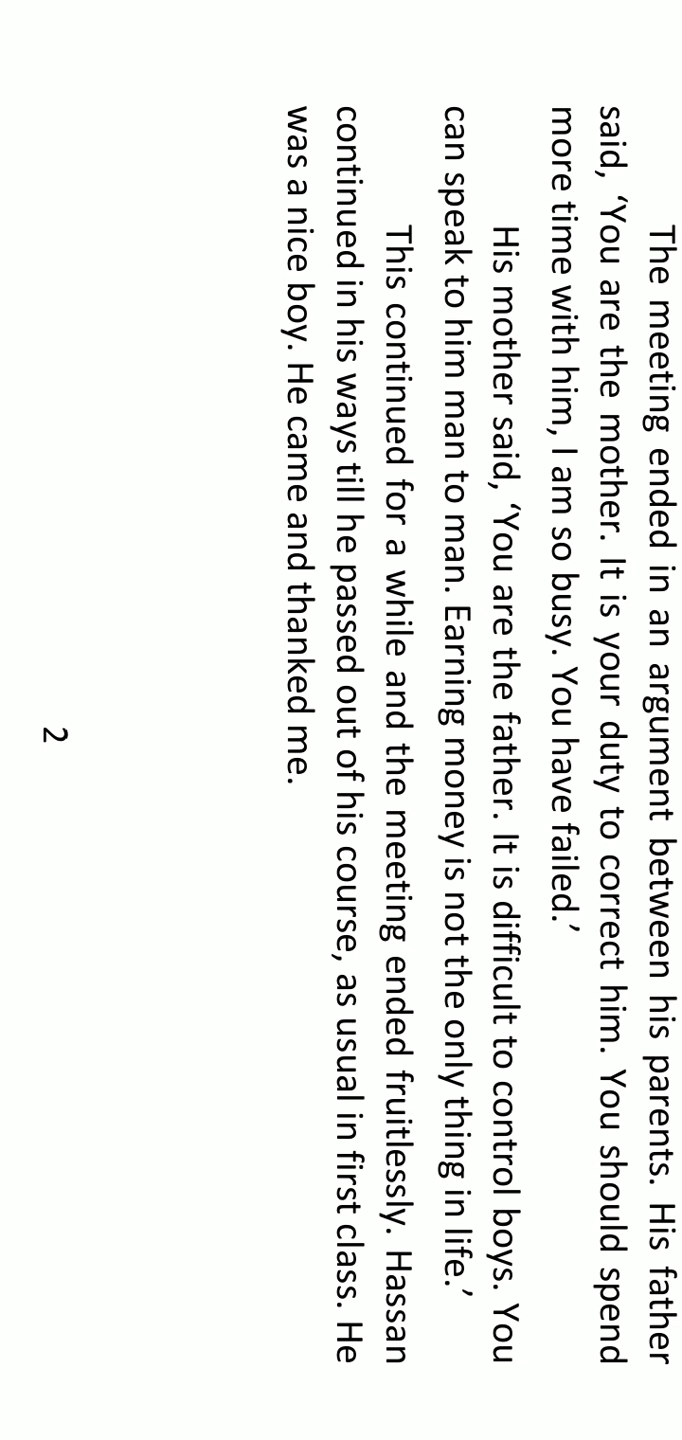 The meeting ended in an argument between his parents. His father
said, ‘You are the mother. It is your duty to correct him. You should spend
more time with him, I am so busy. You have failed.’
His mother said, ‘You are the father. It is difficult to control boys. You
can speak to him man to man. Earning money is not the only thing in life.’
This continued for a while and the meeting ended fruitlessly. Hassan
continued in his ways till he passed out of his course, as usual in first class. He
was a nice boy. He came and thanked me.
2